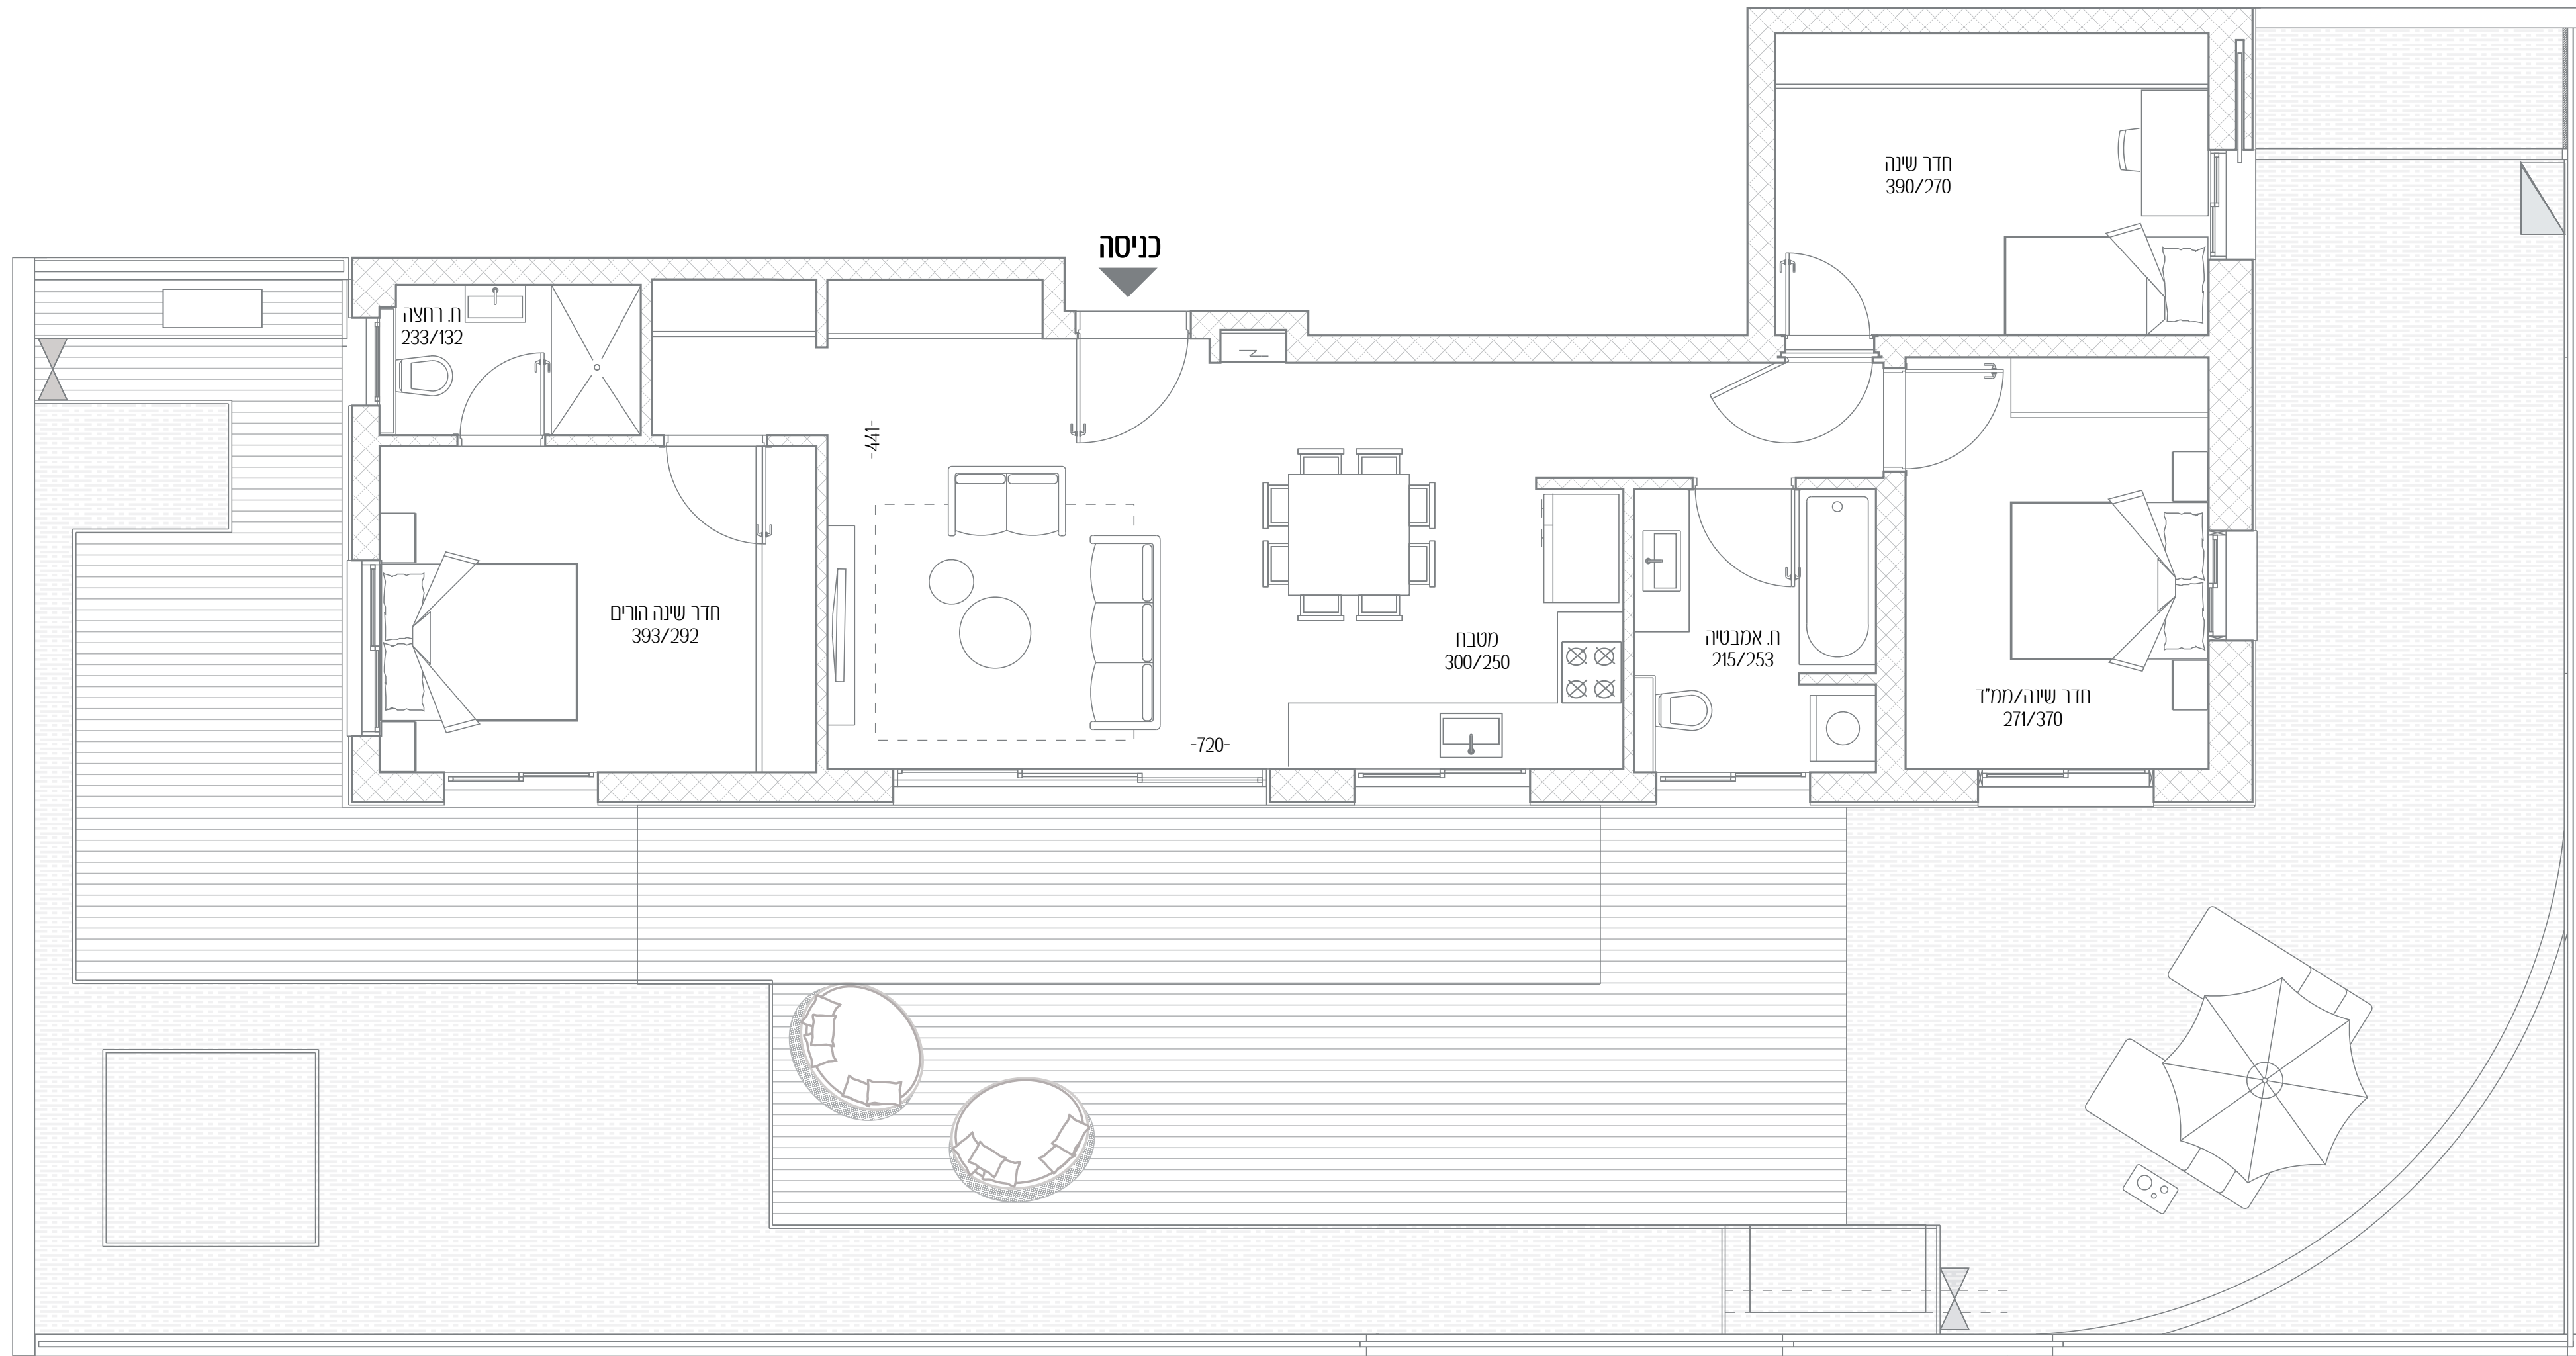 חדר שינה
390/270
כניסה
ח. רחצה
233/132
-441-
חדר שינה הורים
393/292
מטבח
300/250
ח. אמבטיה
215/253
חדר שינה/ממ"ד
271/370
-720-